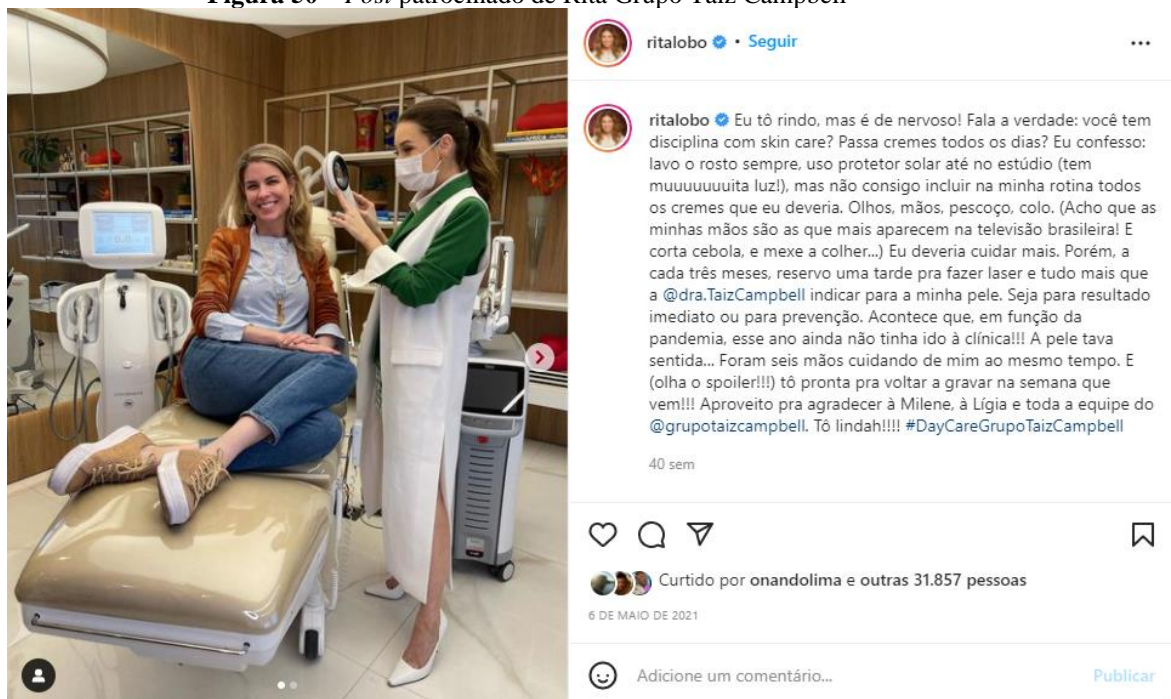 Figura 30 – Post patrocinado de Rita Grupo Taiz Campbell
ritalobo • Seguir
ritalobo Eu tô rindo, mas é de nervoso! Fala a verdade: você tem
disciplina com skin care? Passa cremes todos os dias? Eu confesso:
lavo o rosto sempre, uso protetor solar até no estúdio (tem
muuuuuuuita luz!), mas não consigo incluir na minha rotina todos
os cremes que eu deveria. Olhos, mãos, pescoço, colo. (Acho que as
minhas mãos são as que mais aparecem na televisão brasileira! E
corta cebola, e mexe a colher...) Eu deveria cuidar mais. Porém, a
cada três meses, reservo uma tarde pra fazer laser e tudo mais que
a @dra.TaizCampbell indicar para a minha pele. Seja para resultado
imediato ou para prevenção. Acontece que, em função da
pandemia, esse ano ainda não tinha ido à clínica!!! A pele tava
sentida... Foram seis mãos cuidando de mim ao mesmo tempo. E
(olha o spoiler!!!) tô pronta pra voltar a gravar na semana que
vem!!! Aproveito pra agradecer à Milene, à Lígia e toda a equipe do
@grupotaizcampbell. Tô lindah!!!! #DayCareGrupoTaizCampbell
40 sem
Curtido por onandolima e outras 31.857 pessoas
6 DE MAIO DE 2021
Adicione um comentário...
Publicar